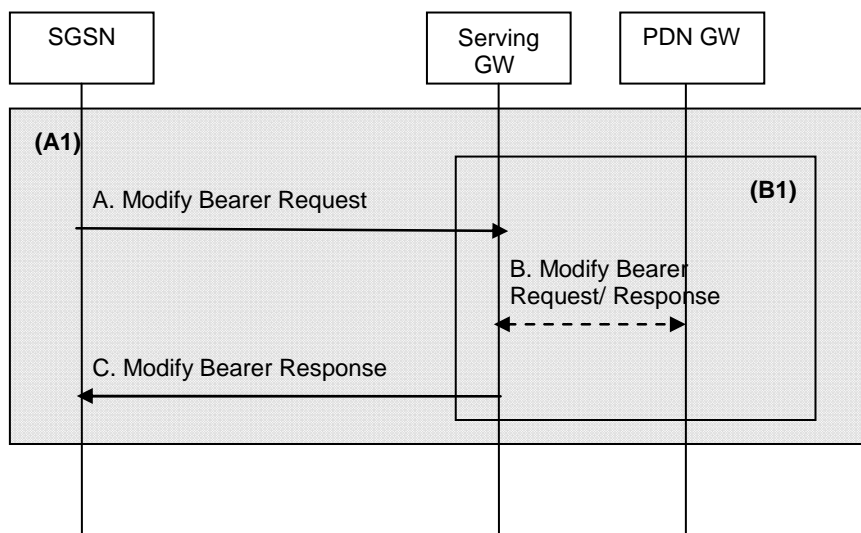 SGSN
Serving
GW
PDN GW
(A1)
(B1)
A. Modify Bearer Request
B. Modify Bearer
Request/ Response
C. Modify Bearer Response